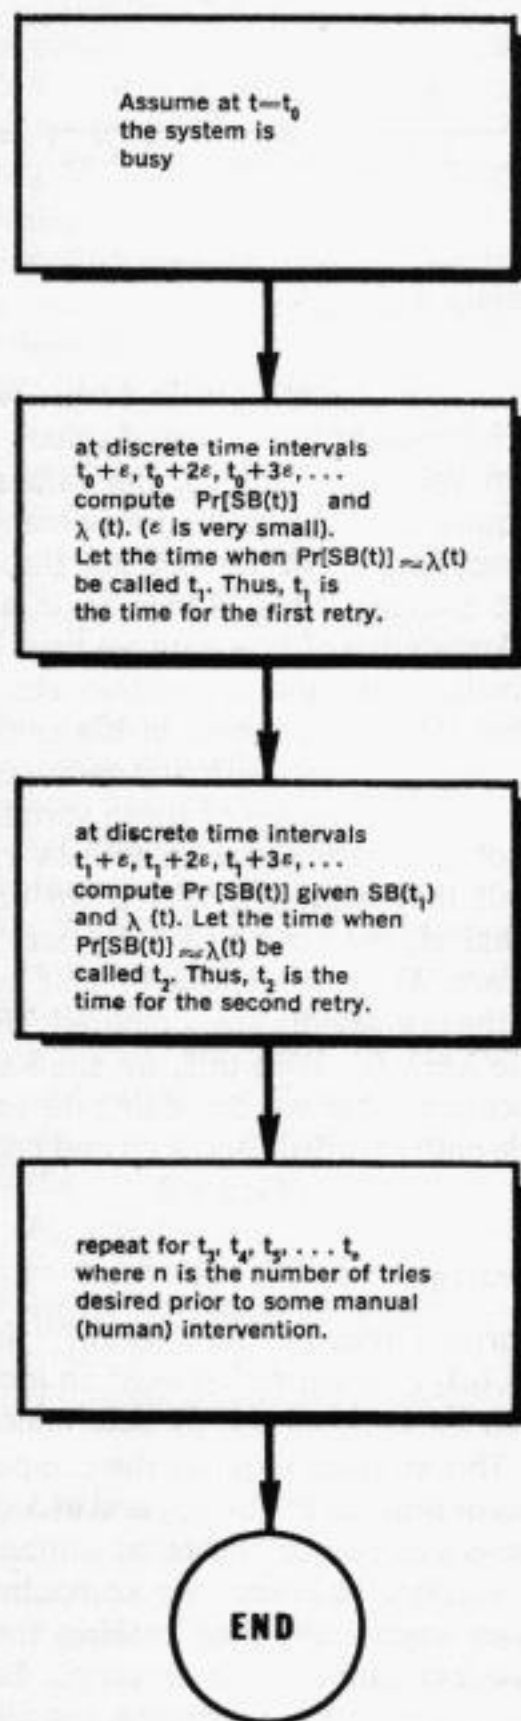 Assume at t=t₀
the system is
busy
at discrete time intervals
t₀+ε, t₀+2ε, t₀+3ε, ...
compute Pr[SB(t)] and
λ (t). (ε is very small).
Let the time when Pr[SB(t)]≈λ(t)
be called t₁. Thus, t₁ is
the time for the first retry.
at discrete time intervals
t₁+ε, t₁+2ε, t₁+3ε, ...
compute Pr [SB(t)] given SB(t₁)
and λ (t). Let the time when
Pr[SB(t)]≈λ(t) be
called t₂. Thus, t₂ is the
time for the second retry.
repeat for t₃, t₄, t₅, ... tₙ
where n is the number of tries
desired prior to some manual
(human) intervention.
END